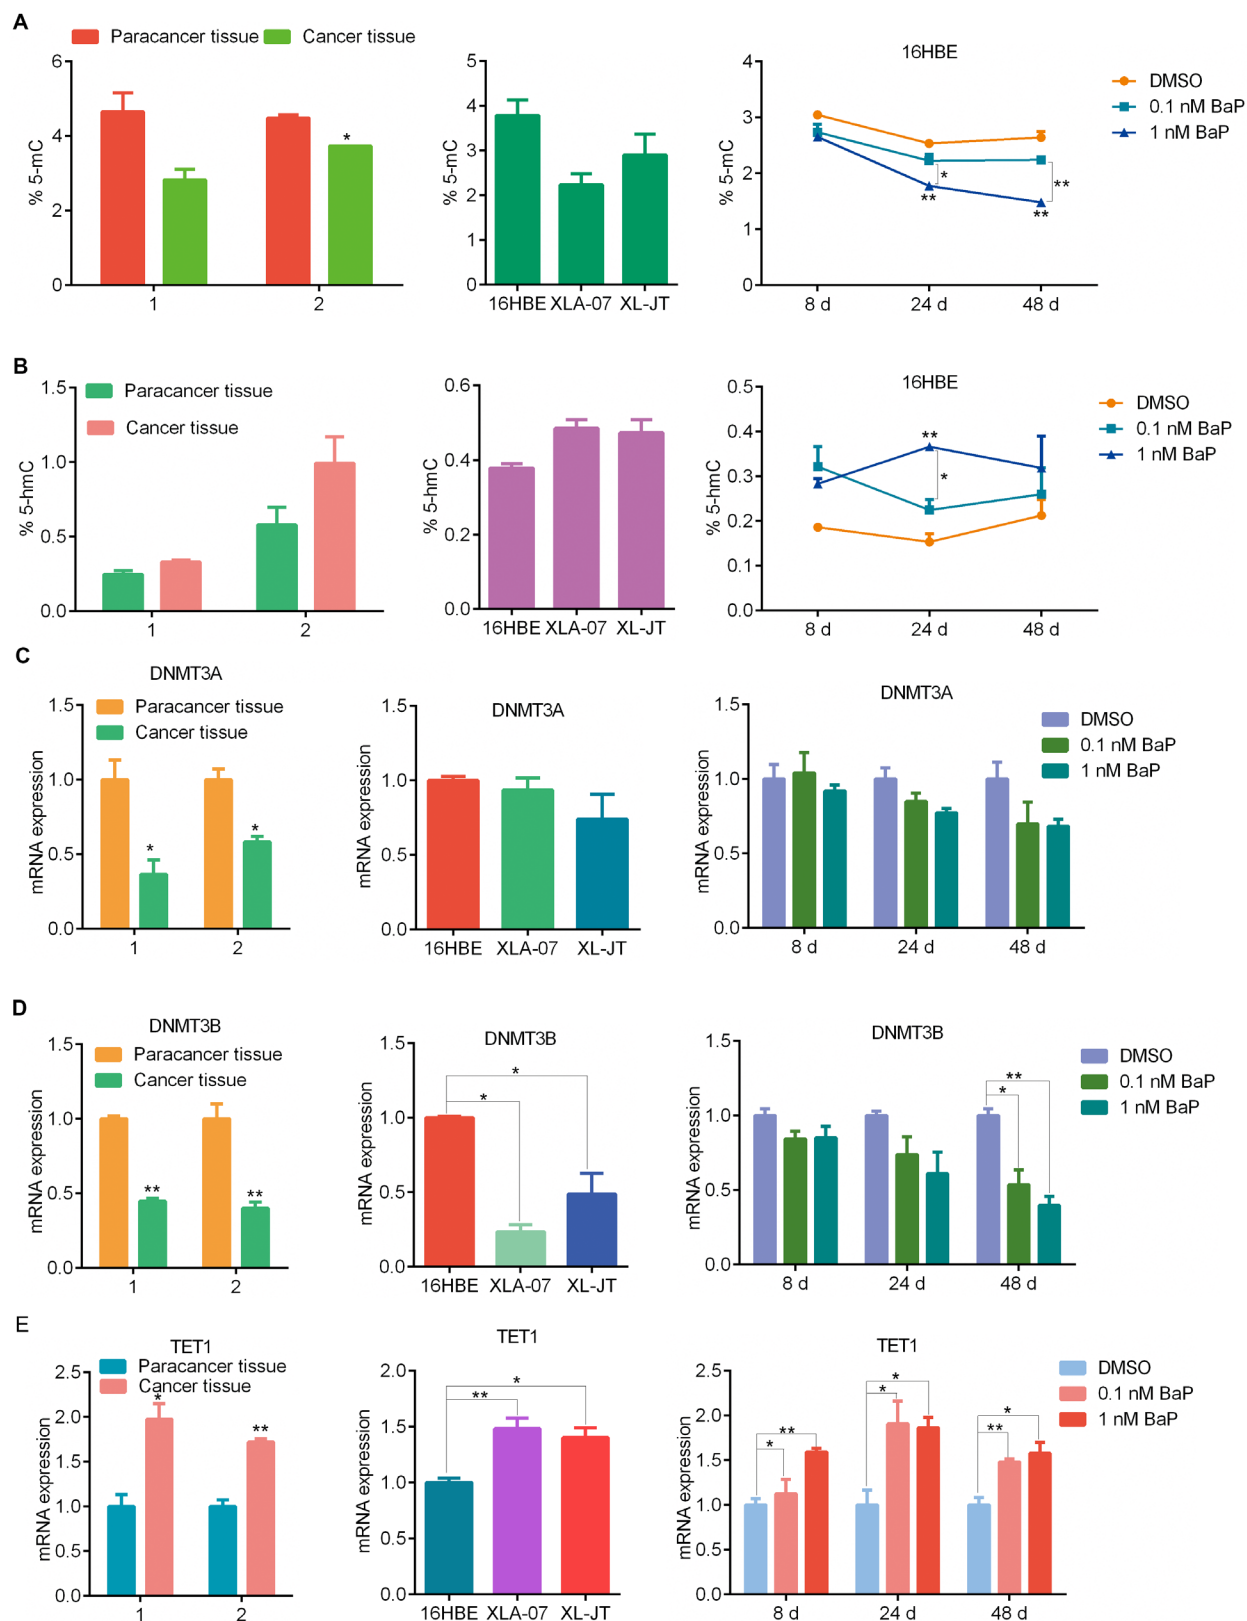 A
Paracancer tissue Cancer tissue
6
4
2
0
% 5-mC
*
1 2
5
4
3
2
1
0
% 5-mC
16HBE XLA-07 XL-JT
16HBE
4
3
2
1
0
% 5-mC
* **
** **
8 d 24 d 48 d
DMSO
0.1 nM BaP
1 nM BaP
B
Paracancer tissue
Cancer tissue
1.5
1.0
0.5
0.0
% 5-hmC
1 2
0.6
0.4
0.2
0.0
% 5-hmC
16HBE XLA-07 XL-JT
16HBE
0.5
0.4
0.3
0.2
0.1
0.0
% 5-hmC
**
*
8 d 24 d 48 d
DMSO
0.1 nM BaP
1 nM BaP
C
DNMT3A
Paracancer tissue
Cancer tissue
1.5
1.0
0.5
0.0
mRNA expression
* *
1 2
DNMT3A
1.5
1.0
0.5
0.0
mRNA expression
16HBE XLA-07 XL-JT
DNMT3A
1.5
1.0
0.5
0.0
mRNA expression
8 d 24 d 48 d
DMSO
0.1 nM BaP
1 nM BaP
D
DNMT3B
Paracancer tissue
Cancer tissue
1.5
1.0
0.5
0.0
mRNA expression
** **
1 2
DNMT3B
1.5
1.0
0.5
0.0
mRNA expression
*
*
16HBE XLA-07 XL-JT
DNMT3B
1.5
1.0
0.5
0.0
mRNA expression
**
*
8 d 24 d 48 d
DMSO
0.1 nM BaP
1 nM BaP
E
TET1
Paracancer tissue
Cancer tissue
2.5
2.0
1.5
1.0
0.5
0.0
mRNA expression
* **
1 2
TET1
2.0
1.5
1.0
0.5
0.0
mRNA expression
*
**
16HBE XLA-07 XL-JT
TET1
2.5
2.0
1.5
1.0
0.5
0.0
mRNA expression
** * *
* * **
8 d 24 d 48 d
DMSO
0.1 nM BaP
1 nM BaP